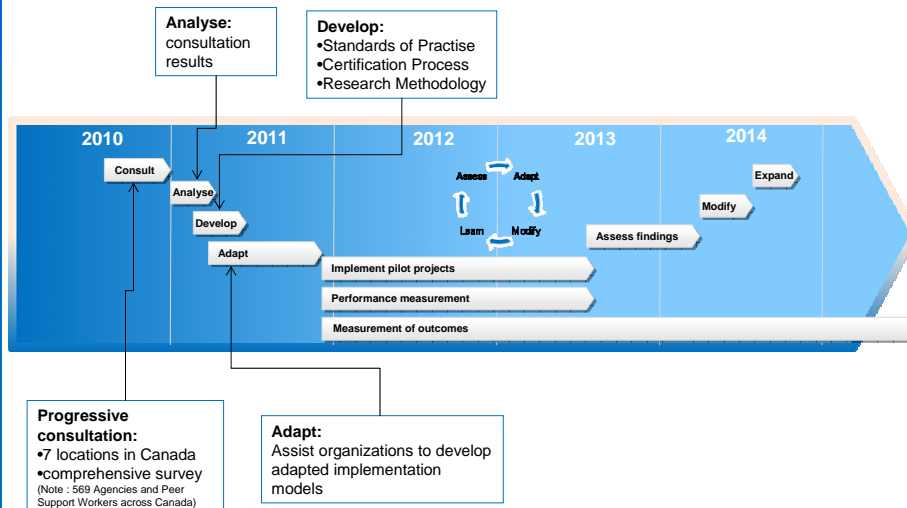 Analyse:
consultation
results
Develop:
•Standards of Practise
•Certification Process
•Research Methodology
2010
2011
2012
2013
2014
Consult
Analyse
Develop
Adapt
Assess
Adapt
Learn
Modify
Expand
Modify
Assess findings
Implement pilot projects
Performance measurement
Measurement of outcomes
Progressive
consultation:
•7 locations in Canada
•comprehensive survey
(Note : 569 Agencies and Peer
Support Workers across Canada)
Adapt:
Assist organizations to develop
adapted implementation
models